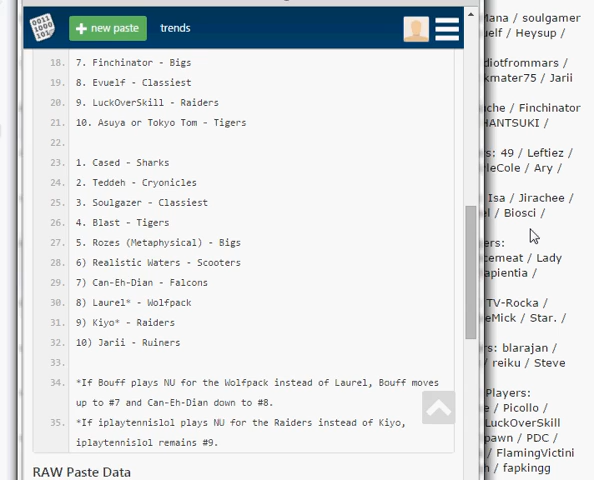 0011
1000
101
+ new paste
trends
18. 7. Finchinator - Bigs
19. 8. Evuelf - Classiest
20. 9. LuckOverSkill - Raiders
21. 10. Asuya or Tokyo Tom - Tigers
22.
23. 1. Cased - Sharks
24. 2. Teddeh - Cryonicles
25. 3. Soulgazer - Classiest
26. 4. Blast - Tigers
27. 5. Rozes (Metaphysical) - Bigs
28. 6) Realistic Waters - Scooters
29. 7) Can-Eh-Dian - Falcons
30. 8) Laurel* - Wolfpack
31. 9) Kiyo* - Raiders
32. 10) Jarii - Ruiners
33.
34. *If Bouff plays NU for the Wolfpack instead of Laurel, Bouff moves
up to #7 and Can-Eh-Dian down to #8.
35. *If iplaytennislol plays NU for the Raiders instead of Kiyo,
iplaytennislol remains #9.
RAW Paste Data
Mana / soulgamer
uelf / Heysup /
diotfrommars /
kmater75 / Jarii
che / Finchinator
HANTSUKI /
s: 49 / Leftiez /
leCole / Ary /
Isa / Jirachee /
el / Biosci /
ers:
cemeat / Lady
apientia /
TV-Rocka /
eMick / Star. /
rs: blarajan /
/ reiku / Steve
Players:
e / Picollo /
LuckOverSkill
pawn / PDC /
/ FlamingVictini
h / fapkingg